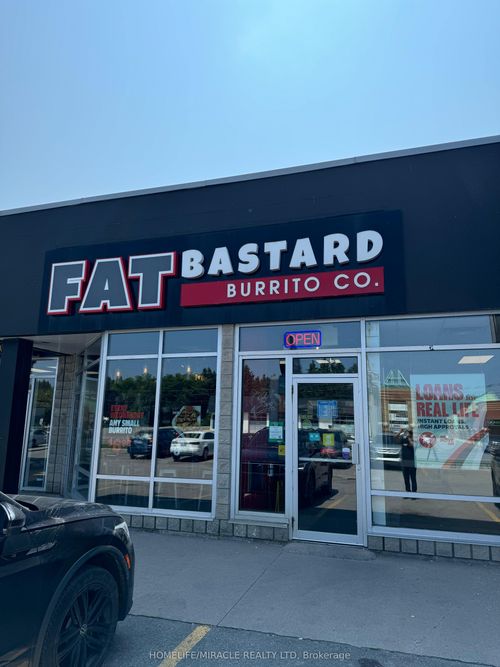 FAT BASTARD
BURRITO CO.
OPEN
ANY SMALL
BURRITO
LOANS for
REAL LIFE
INSTANT LOANS.
HIGH APPROVALS.
HOMELIFE/MIRACLE REALTY LTD, Brokerage